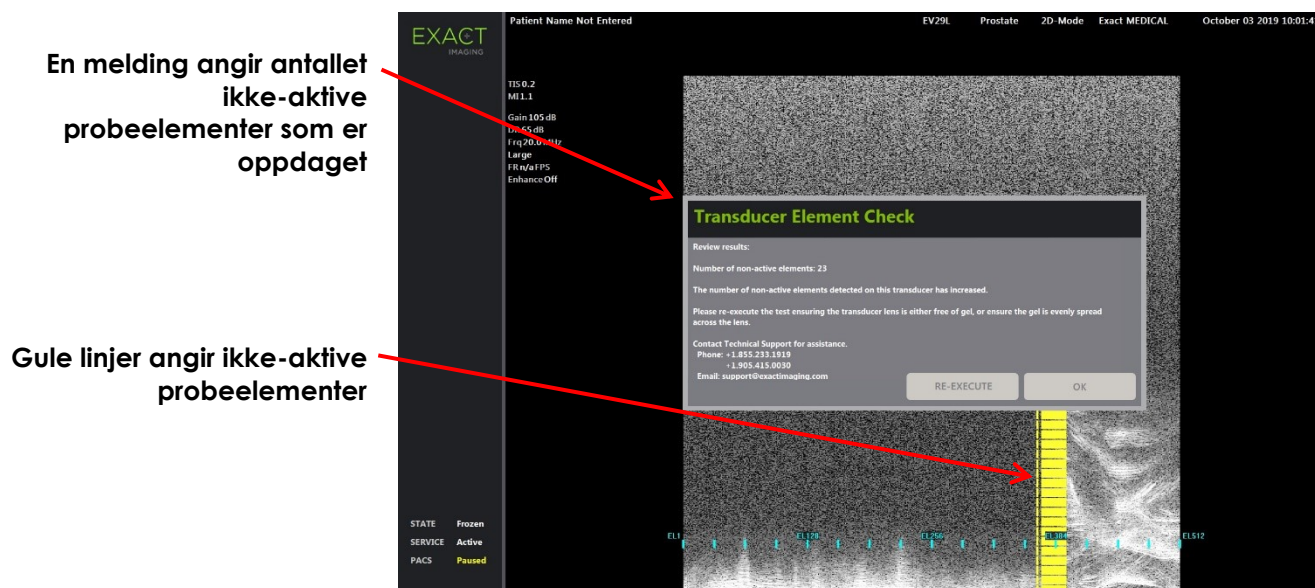 En melding angir antallet
ikke-aktive
probeelementer som er
oppdaget
Gule linjer angir ikke-aktive
probeelementer
EXACT
IMAGING
Patient Name Not Entered
EV29L Prostate 2D-Mode Exact MEDICAL October 03 2019 10:01:4
TIS 0.2
MI 1.1
Gain 105 dB
65 dB
Frq 20.0
Large
FR n/a FPS
Enhance Off
Transducer Element Check
Review results:
Number of non-active elements: 23
The number of non-active elements detected on this transducer has increased.
Please re-execute the test ensuring the transducer lens is either free of gel, or ensure the gel is evenly spread
across the lens.
Contact Technical Support for assistance.
Phone: +1.855.233.1919
+1.905.415.0030
Email: support@exactimaging.com
RE-EXECUTE OK
EL1 EL128 EL256 EL384 EL512
STATE Frozen
SERVICE Active
PACS Paused